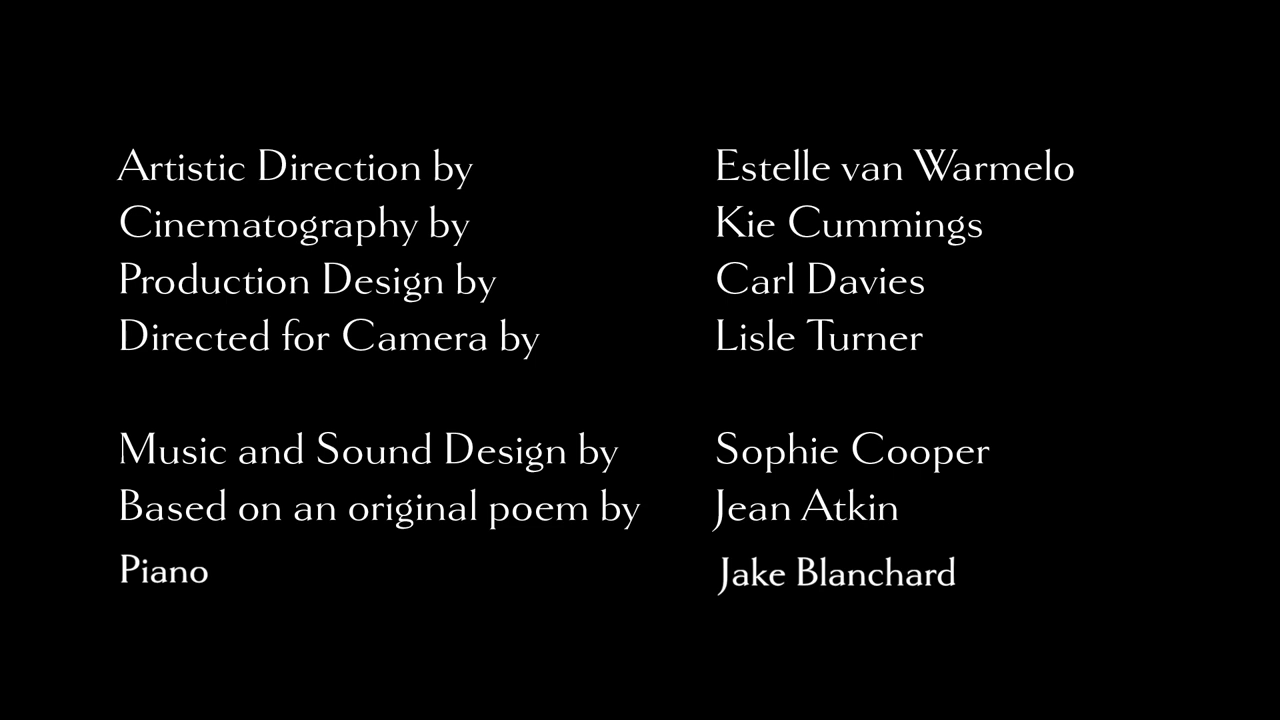 Artistic Direction by Estelle van Warmelo
Cinematography by Kie Cummings
Production Design by Carl Davies
Directed for Camera by Lisle Turner
Music and Sound Design by Sophie Cooper
Based on an original poem by Jean Atkin
Piano Jake Blanchard